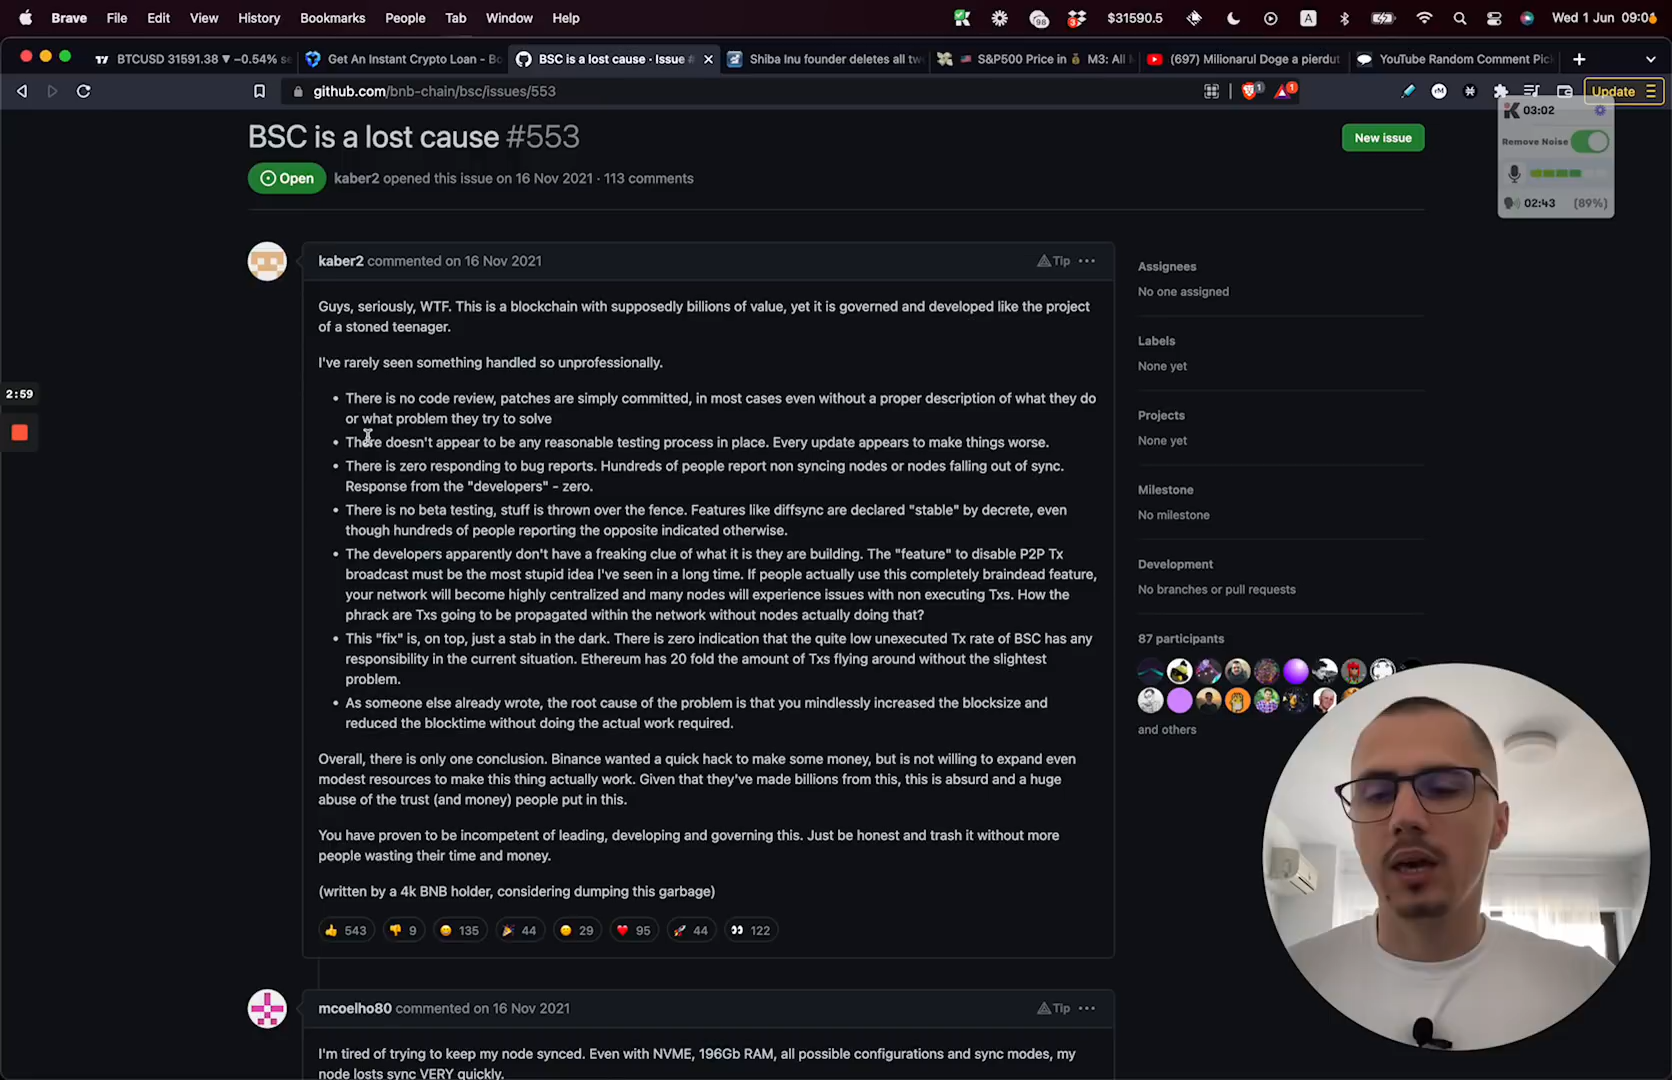 Brave File Edit View History Bookmarks People Tab Window Help
98
3
$31590.5
A
Wed 1 Jun 09:04
BTCUSD 31591.38 ▼ −0.54%
Get An Instant Crypto Loan - Bo
BSC is a lost cause · Issue #
Shiba Inu founder deletes all tw
S&P500 Price in
M3: All
(697) Milionarul Doge a pierdut
YouTube Random Comment Pick
github.com/bnb-chain/bsc/issues/553
1
1
Update
BSC is a lost cause #553
New issue
03:02
Remove Noise
02:43 (89%)
Open
kaber2 opened this issue on 16 Nov 2021 · 113 comments
kaber2 commented on 16 Nov 2021
Tip
Guys, seriously, WTF. This is a blockchain with supposedly billions of value, yet it is governed and developed like the project
of a stoned teenager.
I've rarely seen something handled so unprofessionally.
• There is no code review, patches are simply committed, in most cases even without a proper description of what they do
or what problem they try to solve
• There doesn't appear to be any reasonable testing process in place. Every update appears to make things worse.
• There is zero responding to bug reports. Hundreds of people report non syncing nodes or nodes falling out of sync.
Response from the "developers" - zero.
• There is no beta testing, stuff is thrown over the fence. Features like diffsync are declared "stable" by decrete, even
though hundreds of people reporting the opposite indicated otherwise.
• The developers apparently don't have a freaking clue of what it is they are building. The "feature" to disable P2P Tx
broadcast must be the most stupid idea I've seen in a long time. If people actually use this completely braindead feature,
your network will become highly centralized and many nodes will experience issues with non executing Txs. How the
phrack are Txs going to be propagated within the network without nodes actually doing that?
• This "fix" is, on top, just a stab in the dark. There is zero indication that the quite low unexecuted Tx rate of BSC has any
responsibility in the current situation. Ethereum has 20 fold the amount of Txs flying around without the slightest
problem.
• As someone else already wrote, the root cause of the problem is that you mindlessly increased the blocksize and
reduced the blocktime without doing the actual work required.
Overall, there is only one conclusion. Binance wanted a quick hack to make some money, but is not willing to expand even
modest resources to make this thing actually work. Given that they've made billions from this, this is absurd and a huge
abuse of the trust (and money) people put in this.
You have proven to be incompetent of leading, developing and governing this. Just be honest and trash it without more
people wasting their time and money.
(written by a 4k BNB holder, considering dumping this garbage)
543
9
135
44
29
95
44
122
mcoelho80 commented on 16 Nov 2021
Tip
I'm tired of trying to keep my node synced. Even with NVME, 196Gb RAM, all possible configurations and sync modes, my
node losts sync VERY quickly.
Assignees
No one assigned
Labels
None yet
Projects
None yet
Milestone
No milestone
Development
No branches or pull requests
87 participants
and others
2:59